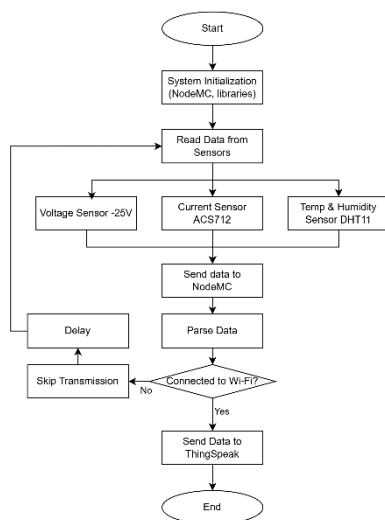 Start
System Initialization
(NodeMC, libraries)
Read Data from
Sensors
Voltage Sensor -25V
Current Sensor
ACS712
Temp & Humidity
Sensor DHT11
Send data to
NodeMC
Delay
Parse Data
Skip Transmission
No
Connected to Wi-Fi?
Yes
Send Data to
ThingSpeak
End